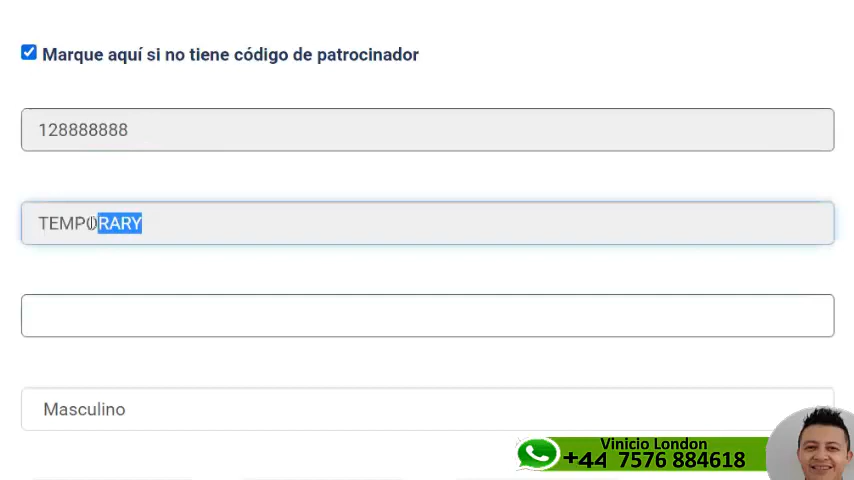 Marque aquí si no tiene código de patrocinador
128888888
TEMPORARY
Masculino
Vinicio London
+44 7576 884618